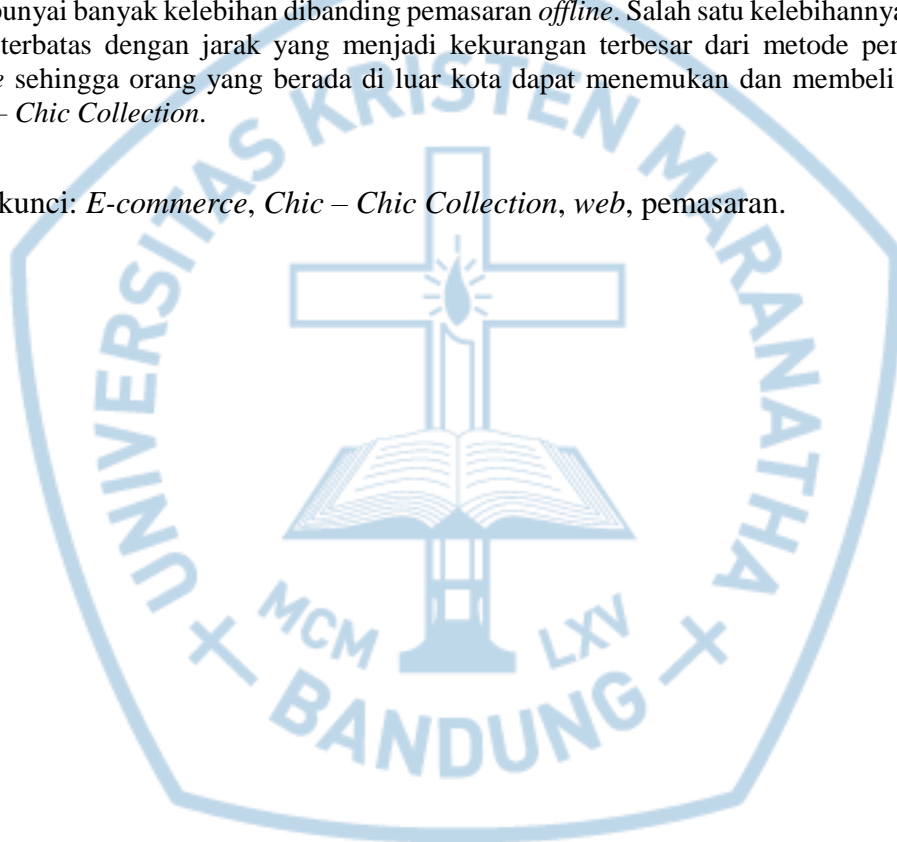 punyai banyak kelebihan dibanding pemasaran offline. Salah satu kelebihannya
terbatas dengan jarak yang menjadi kekurangan terbesar dari metode pem
e sehingga orang yang berada di luar kota dapat menemukan dan membeli
– Chic Collection.
kunci: E-commerce, Chic – Chic Collection, web, pemasaran.
UNIVERSITAS KRISTEN MARANATHA
MCM LXV
BANDUNG